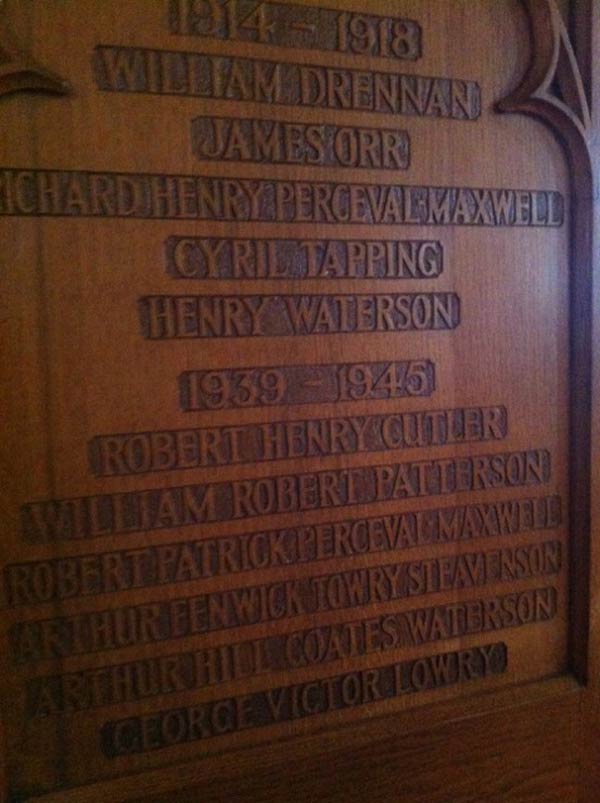 1914 - 1918
WILLIAM DRENNAN
JAMES ORR
RICHARD HENRY PERCEVAL-MAXWELL
CYRIL TAPPING
HENRY WATERSON
1939 - 1945
ROBERT HENRY CUTLER
WILLIAM ROBERT PATTERSON
ROBERT PATRICK PERCEVAL-MAXWELL
ARTHUR FENWICK TOWRY STEAVENSON
ARTHUR HILL COATES WATERSON
GEORGE VICTOR LOWRY